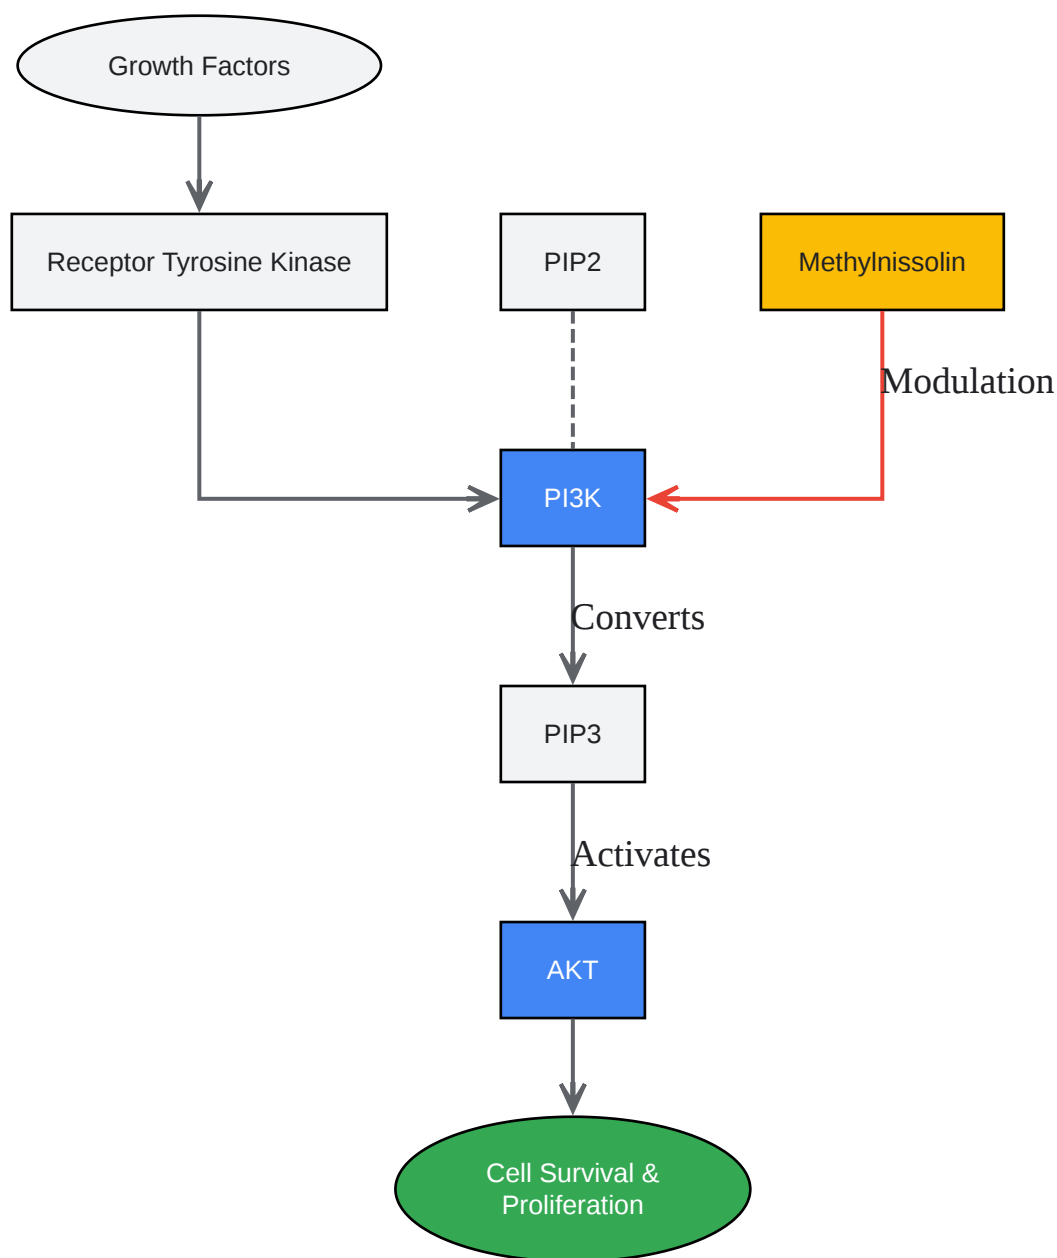 Growth Factors
Receptor Tyrosine Kinase
PIP2
Methylnissolin
Modulation
PI3K
Converts
PIP3
Activates
AKT
Cell Survival &
Proliferation